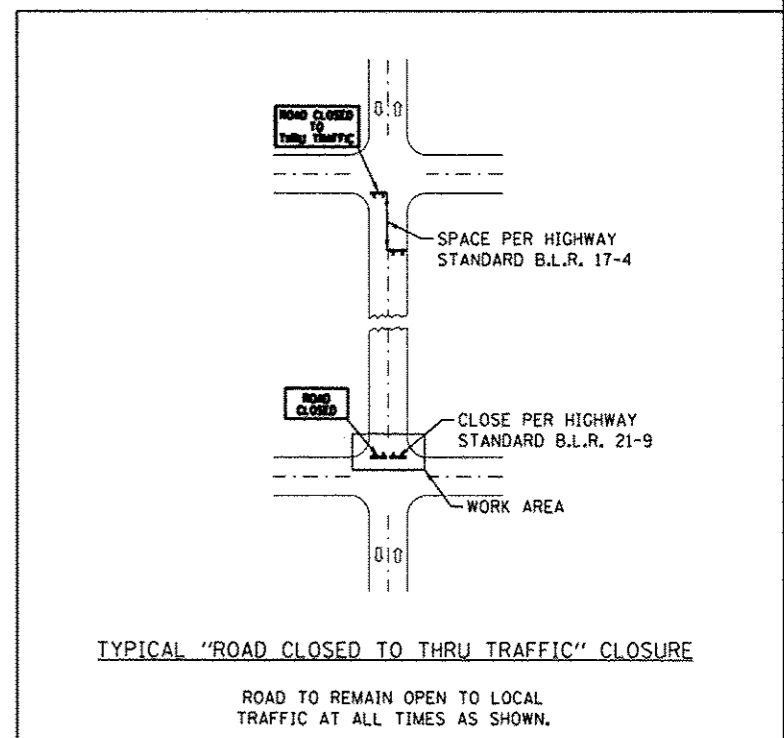 ROAD CLOSED
TO
THRU TRAFFIC
SPACE PER HIGHWAY
STANDARD B.L.R. 17-4
ROAD
CLOSED
CLOSE PER HIGHWAY
STANDARD B.L.R. 21-9
WORK AREA
TYPICAL "ROAD CLOSED TO THRU TRAFFIC" CLOSURE
ROAD TO REMAIN OPEN TO LOCAL
TRAFFIC AT ALL TIMES AS SHOWN.